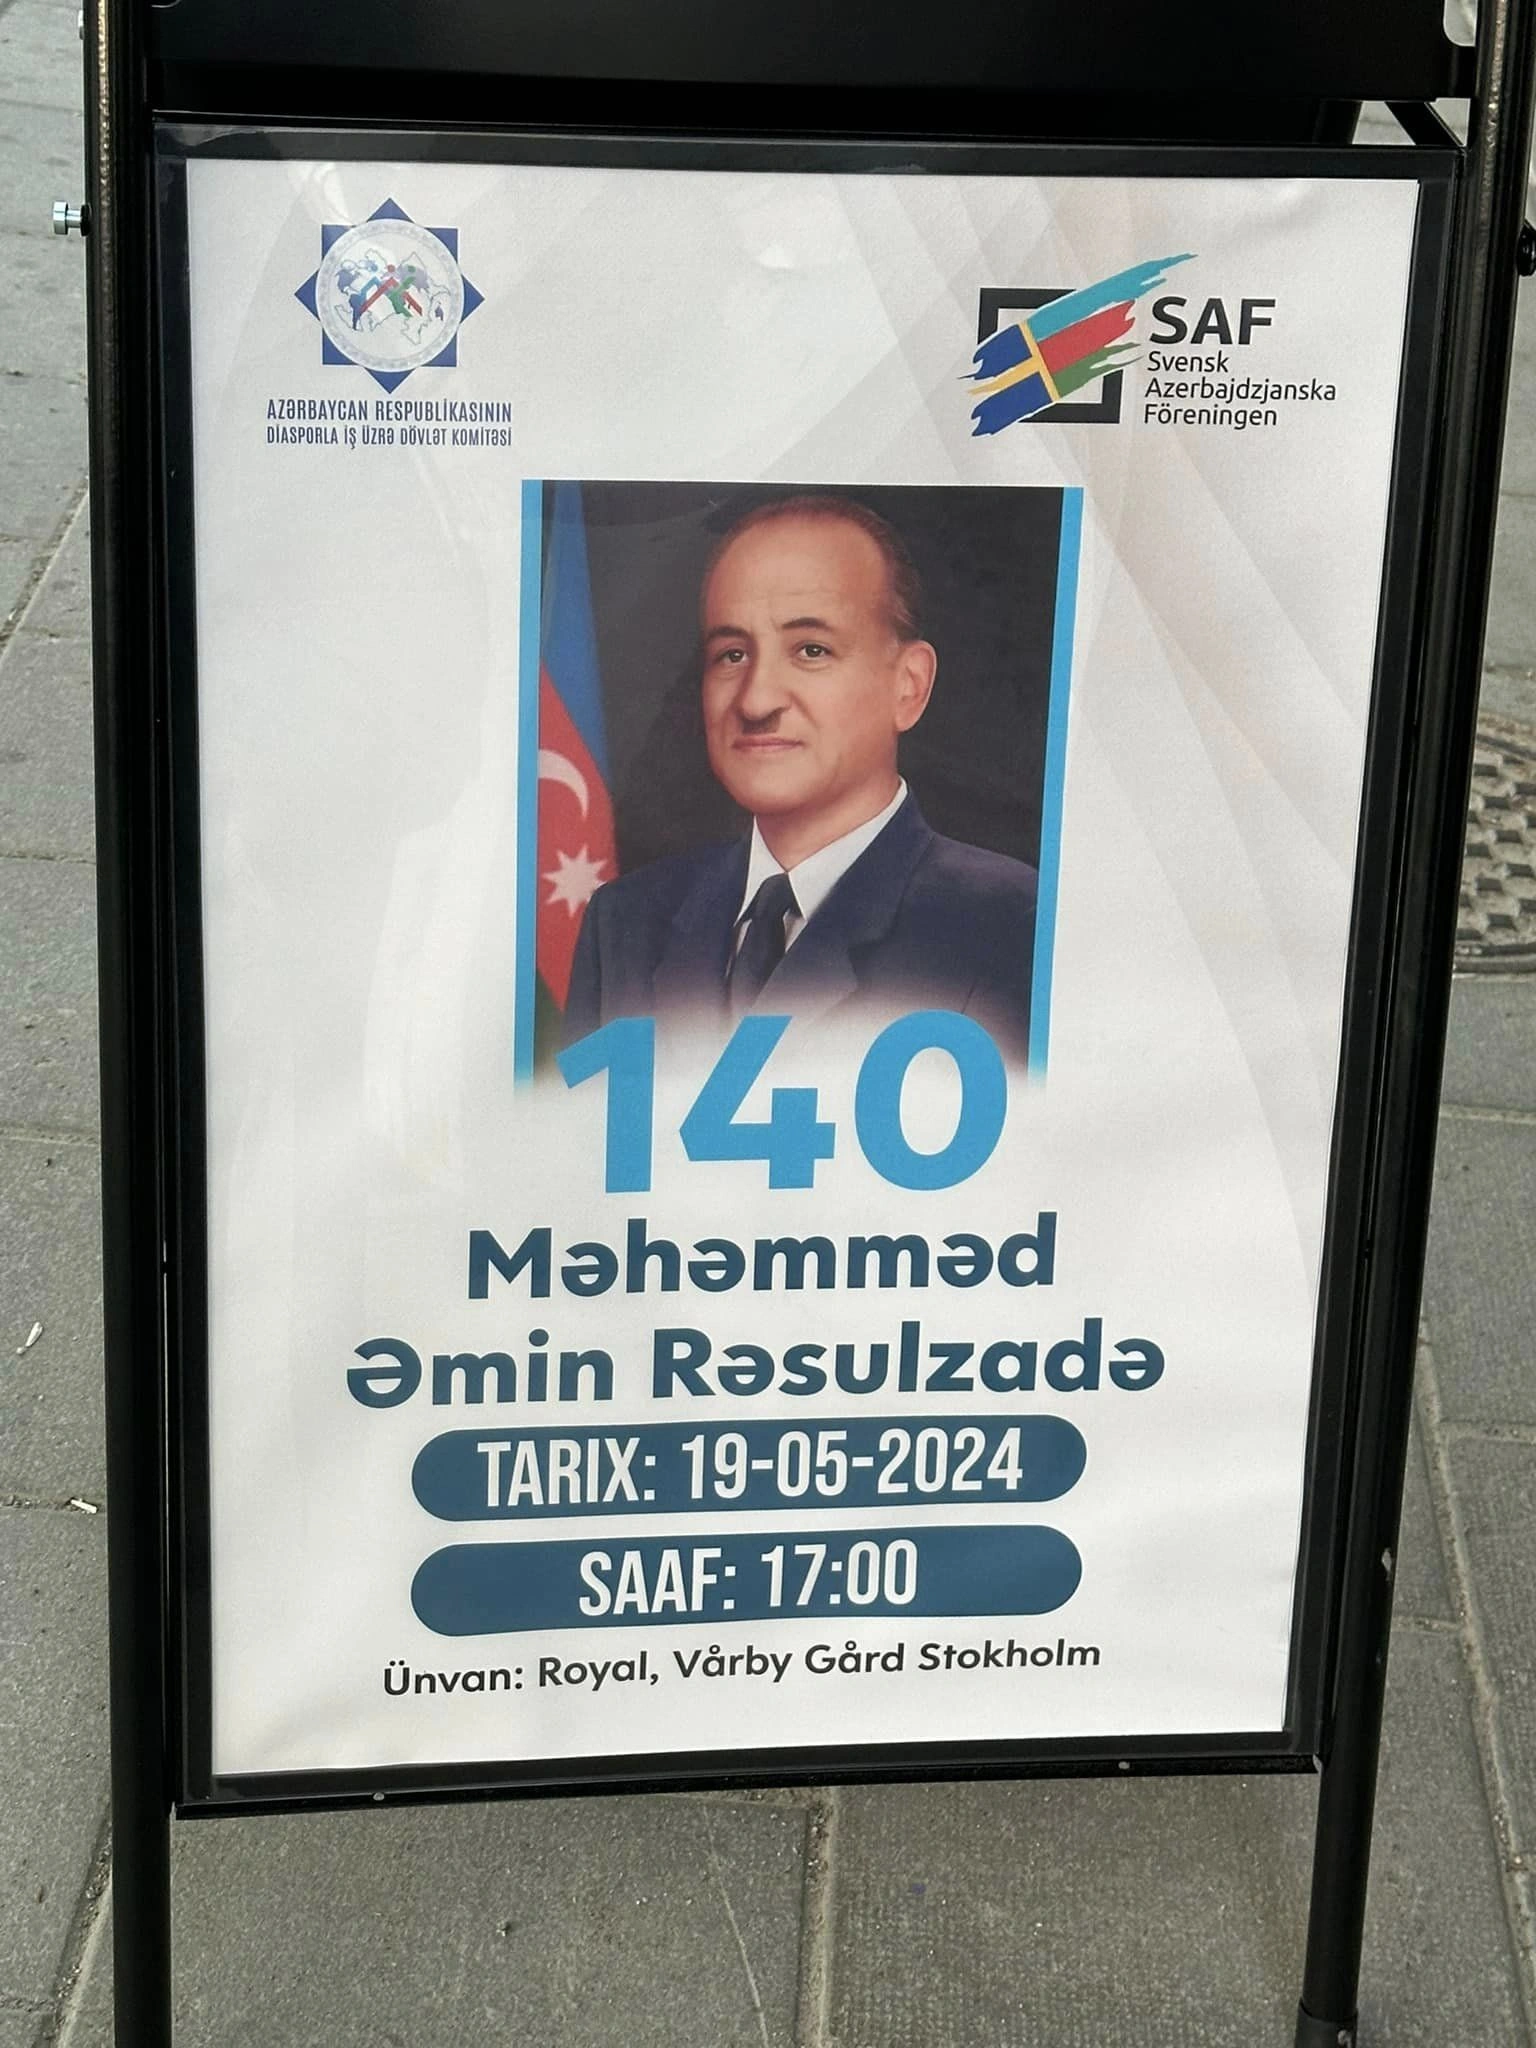 AZƏRBAYCAN RESPUBLİKASININ
DİASPORLA İŞ ÜZRƏ DÖVLƏT KOMİTƏSİ
SAF
Svensk
Azerbajdzjanska
Föreningen
140
Məhəmməd
Əmin Rəsulzadə
TARIX: 19-05-2024
SAAF: 17:00
Ünvan: Royal, Vårby Gård Stokholm